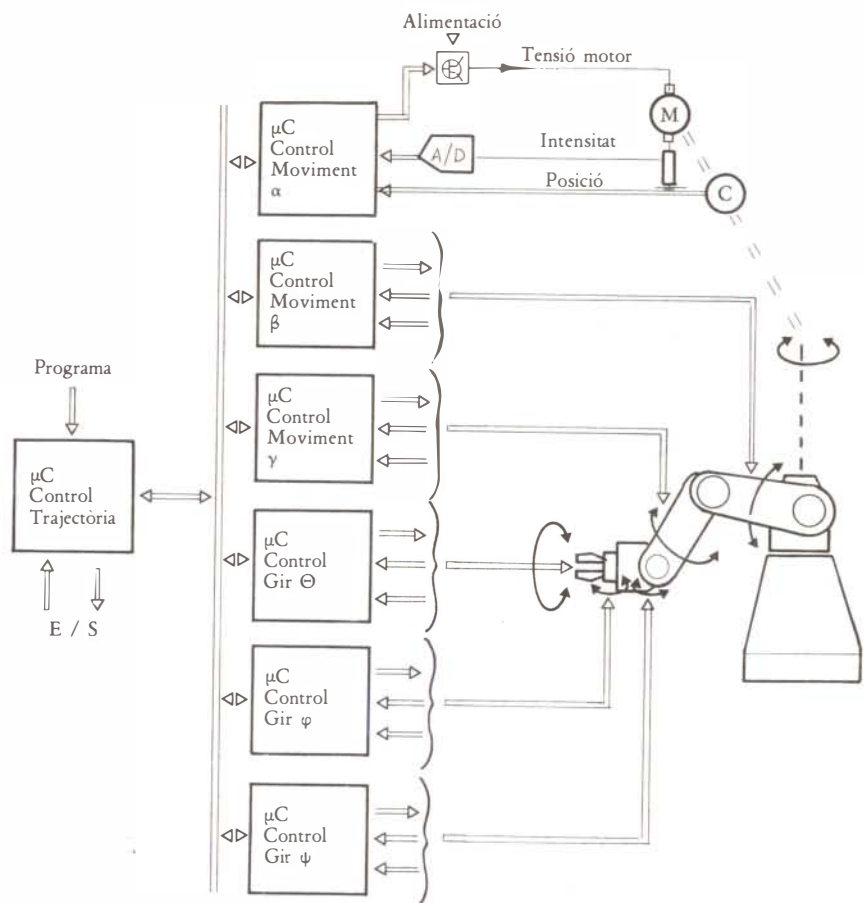 Alimentació
Tensió motor
μC
Control
Moviment
α
M
A/D
Intensitat
Posició
C
μC
Control
Moviment
β
Programa
μC
Control
Trajectòria
E / S
μC
Control
Moviment
γ
μC
Control
Gir Θ
μC
Control
Gir φ
μC
Control
Gir ψ